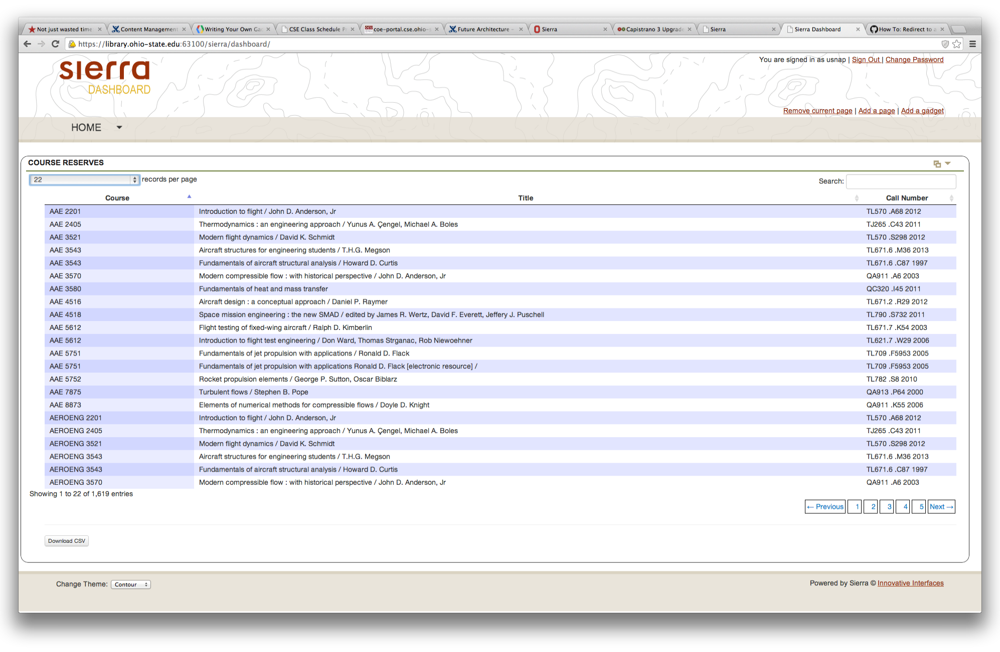 Not just wasted time
Content Management
Writing Your Own Ga
CSE Class Schedule P
coe-portal.cse.ohio-s
Future Architecture -
Sierra
Capistrano 3 Upgrade
Sierra
Sierra Dashboard
How To: Redirect to a
https://library.ohio-state.edu:63100/sierra/dashboard/
sierra
DASHBOARD
You are signed in as usnap | Sign Out | Change Password
Remove current page | Add a page | Add a gadget
HOME
COURSE RESERVES
22 records per page
Search:
Course Title Call Number
AAE 2201 Introduction to flight / John D. Anderson, Jr TL570 .A68 2012
AAE 2405 Thermodynamics : an engineering approach / Yunus A. Çengel, Michael A. Boles TJ265 .C43 2011
AAE 3521 Modern flight dynamics / David K. Schmidt TL570 .S298 2012
AAE 3543 Aircraft structures for engineering students / T.H.G. Megson TL671.6 .M36 2013
AAE 3543 Fundamentals of aircraft structural analysis / Howard D. Curtis TL671.6 .C87 1997
AAE 3570 Modern compressible flow : with historical perspective / John D. Anderson, Jr QA911 .A6 2003
AAE 3580 Fundamentals of heat and mass transfer QC320 .I45 2011
AAE 4516 Aircraft design : a conceptual approach / Daniel P. Raymer TL671.2 .R29 2012
AAE 4518 Space mission engineering : the new SMAD / edited by James R. Wertz, David F. Everett, Jeffery J. Puschell TL790 .S732 2011
AAE 5612 Flight testing of fixed-wing aircraft / Ralph D. Kimberlin TL671.7 .K54 2003
AAE 5612 Introduction to flight test engineering / Don Ward, Thomas Strganac, Rob Niewoehner TL621.7 .W29 2006
AAE 5751 Fundamentals of jet propulsion with applications / Ronald D. Flack TL709 .F5953 2005
AAE 5751 Fundamentals of jet propulsion with applications Ronald D. Flack [electronic resource] / TL709 .F5953 2005
AAE 5752 Rocket propulsion elements / George P. Sutton, Oscar Biblarz TL782 .S8 2010
AAE 7875 Turbulent flows / Stephen B. Pope QA913 .P64 2000
AAE 8873 Elements of numerical methods for compressible flows / Doyle D. Knight QA911 .K55 2006
AEROENG 2201 Introduction to flight / John D. Anderson, Jr TL570 .A68 2012
AEROENG 2405 Thermodynamics : an engineering approach / Yunus A. Çengel, Michael A. Boles TJ265 .C43 2011
AEROENG 3521 Modern flight dynamics / David K. Schmidt TL570 .S298 2012
AEROENG 3543 Aircraft structures for engineering students / T.H.G. Megson TL671.6 .M36 2013
AEROENG 3543 Fundamentals of aircraft structural analysis / Howard D. Curtis TL671.6 .C87 1997
AEROENG 3570 Modern compressible flow : with historical perspective / John D. Anderson, Jr QA911 .A6 2003
Showing 1 to 22 of 1,619 entries
← Previous 1 2 3 4 5 Next →
Download CSV
Change Theme: Contour
Powered by Sierra © Innovative Interfaces